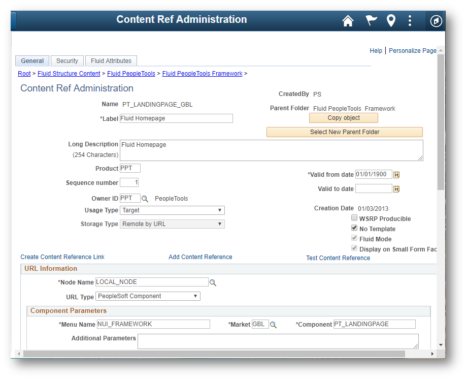 Content Ref Administration
Help | Personalize Page
General Security Fluid Attributes
Root > Fluid Structure Content > Fluid PeopleTools > Fluid PeopleTools Framework >
Content Ref Administration
CreatedBy PS
Name PT_LANDINGPAGE_GBL
Parent Folder Fluid PeopleTools Framework
*Label Fluid Homepage
Copy object
Select New Parent Folder
Long Description Fluid Homepage
(254 Characters)
Product PPT
*Valid from date 01/01/1900
Sequence number 1
Valid to date
Owner ID PPT PeopleTools
Usage Type Target
Creation Date 01/03/2013
WSRP Producible
Storage Type Remote by URL
No Template
Fluid Mode
Display on Small Form Fac
Create Content Reference Link Add Content Reference Test Content Reference
URL Information
*Node Name LOCAL_NODE
URL Type PeopleSoft Component
Component Parameters
*Menu Name NUI_FRAMEWORK *Market GBL *Component PT_LANDINGPAGE
Additional Parameters